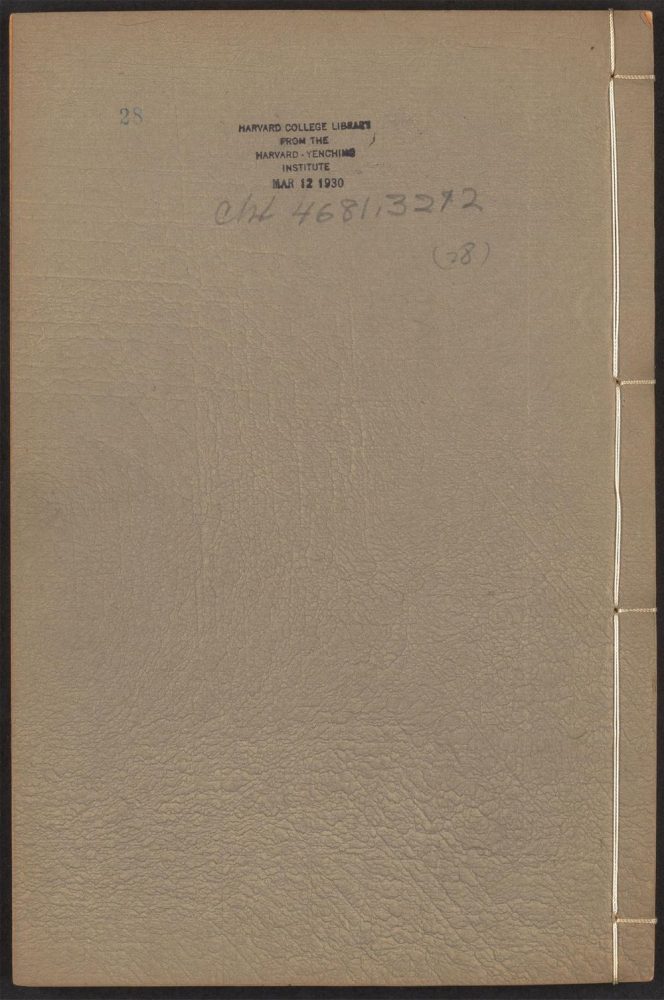 28
HARVARD COLLEGE LIBRARY
FROM THE
HARVARD-YENCHING
INSTITUTE
MAR 12 1930
Ch 4681.3272
(28)